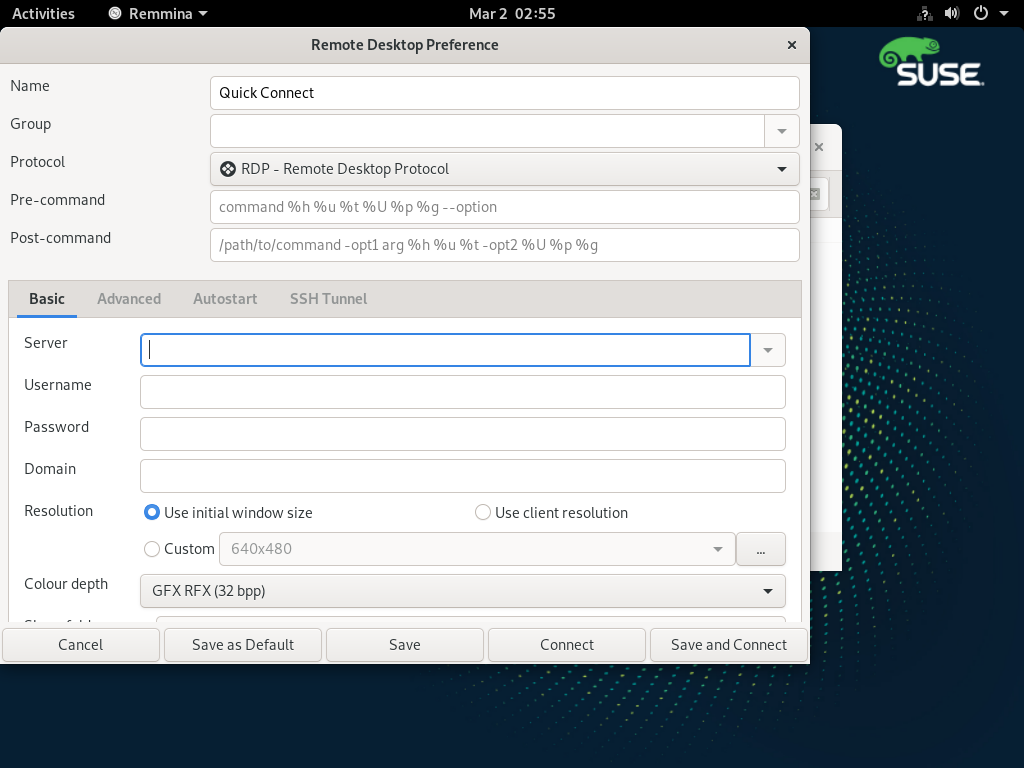 Activities Remmina Mar 2 02:55
Remote Desktop Preference
SUSE
Name Quick Connect
Group
Protocol RDP - Remote Desktop Protocol
Pre-command command %h %u %t %U %p %g --option
Post-command /path/to/command -opt1 arg %h %u %t -opt2 %U %p %g
Basic Advanced Autostart SSH Tunnel
Server
Username
Password
Domain
Resolution Use initial window size Use client resolution
Custom 640x480 ...
Colour depth GFX RFX (32 bpp)
Cancel Save as Default Save Connect Save and Connect